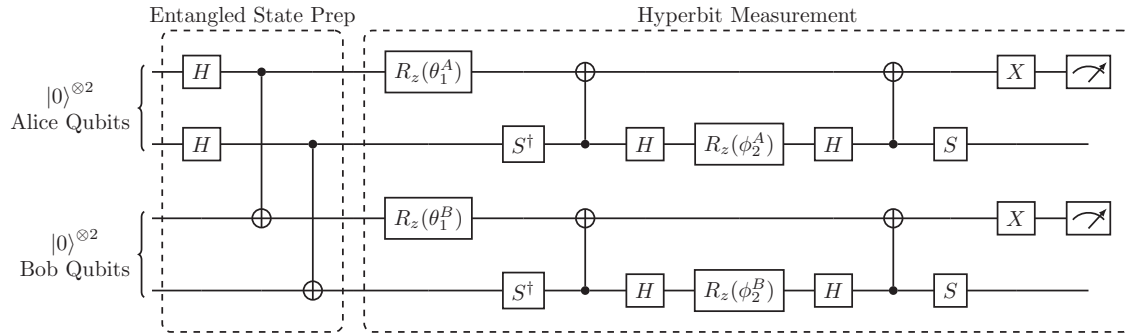 Entangled State Prep Hyperbit Measurement
H R_z(θ_1^A) X
|0⟩^{⊗2}
Alice Qubits
H S^† H R_z(ϕ_2^A) H S
R_z(θ_1^B) X
|0⟩^{⊗2}
Bob Qubits
S^† H R_z(ϕ_2^B) H S